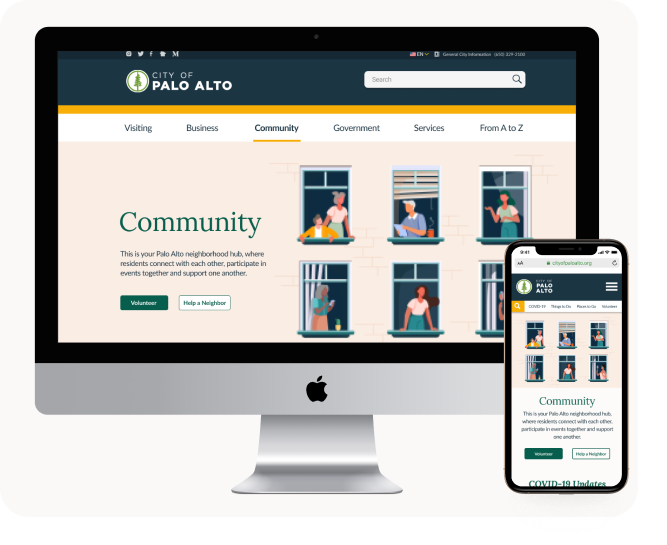 EN
General City Information (650) 329-2100
CITY OF
PALO ALTO
Search
Visiting
Business
Community
Government
Services
From A to Z
Community
This is your Palo Alto neighborhood hub, where
residents connect with each other, participate in
events together and support one another.
Volunteer
Help a Neighbor
9:41
AA
cityofpaloalto.org
CITY OF
PALO
ALTO
COVID-19
Things to Do
Places to Go
Volunteer
Community
This is your Palo Alto neighborhood hub,
where residents connect with each other,
participate in events together and support
one another.
Volunteer
Help a Neighbor
COVID-19 Updates